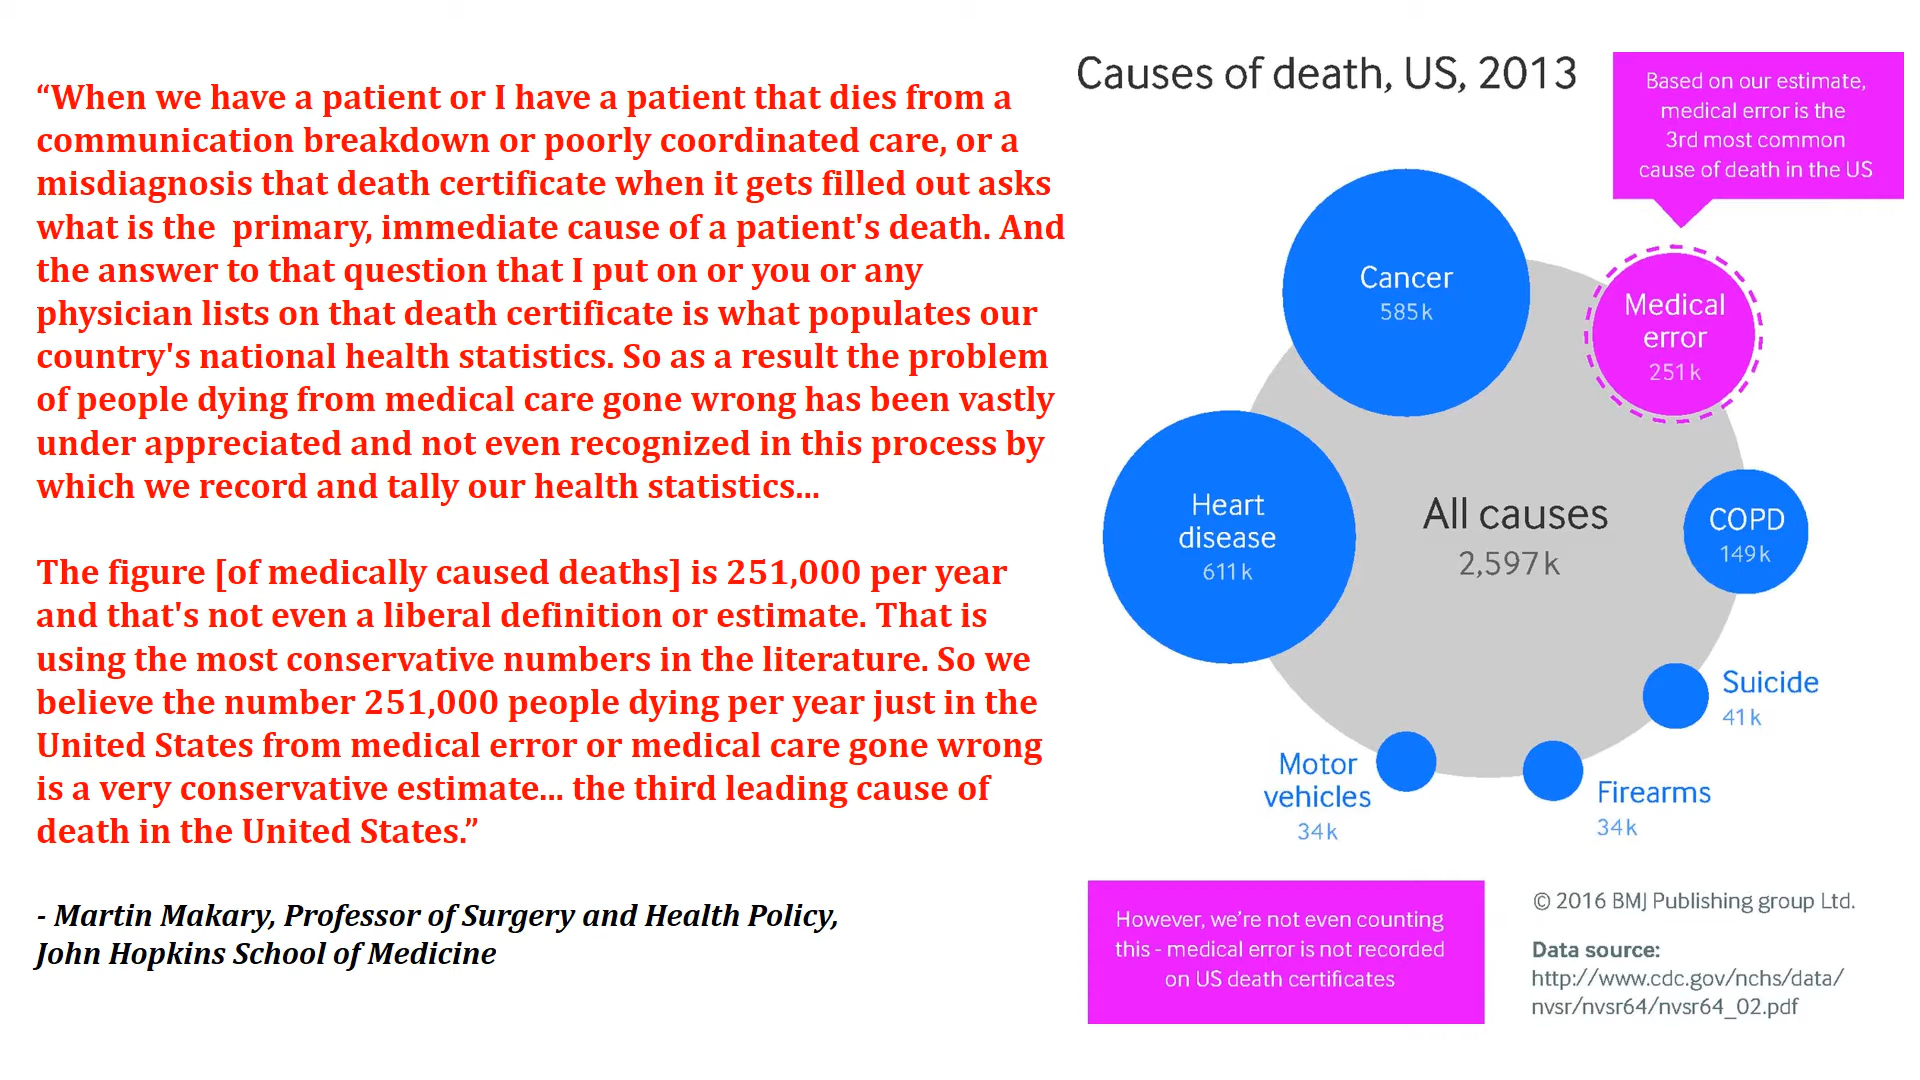 “When we have a patient or I have a patient that dies from a
communication breakdown or poorly coordinated care, or a
misdiagnosis that death certificate when it gets filled out asks
what is the  primary, immediate cause of a patient's death. And
the answer to that question that I put on or you or any
physician lists on that death certificate is what populates our
country's national health statistics. So as a result the problem
of people dying from medical care gone wrong has been vastly
under appreciated and not even recognized in this process by
which we record and tally our health statistics...
The figure [of medically caused deaths] is 251,000 per year
and that's not even a liberal definition or estimate. That is
using the most conservative numbers in the literature. So we
believe the number 251,000 people dying per year just in the
United States from medical error or medical care gone wrong
is a very conservative estimate... the third leading cause of
death in the United States.”
- Martin Makary, Professor of Surgery and Health Policy,
John Hopkins School of Medicine
Causes of death, US, 2013
Based on our estimate,
medical error is the
3rd most common
cause of death in the US
Cancer
585k
Medical
error
251k
Heart
disease
611k
All causes
2,597k
COPD
149k
Suicide
41k
Motor
vehicles
34k
Firearms
34k
However, we’re not even counting
this - medical error is not recorded
on US death certificates
© 2016 BMJ Publishing group Ltd.
Data source:
http://www.cdc.gov/nchs/data/
nvsr/nvsr64/nvsr64_02.pdf